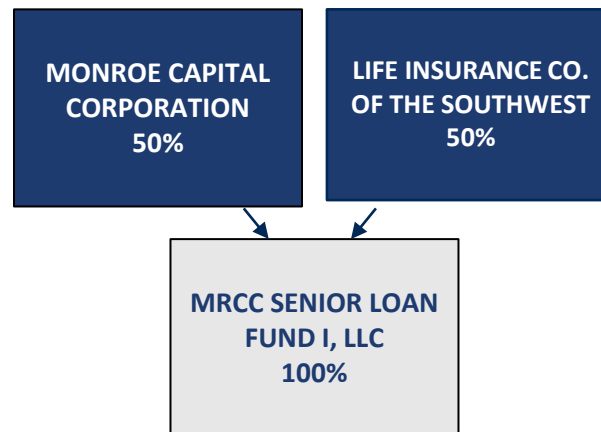 MONROE CAPITAL
CORPORATION
50%
LIFE INSURANCE CO.
OF THE SOUTHWEST
50%
MRCC SENIOR LOAN
FUND I, LLC
100%